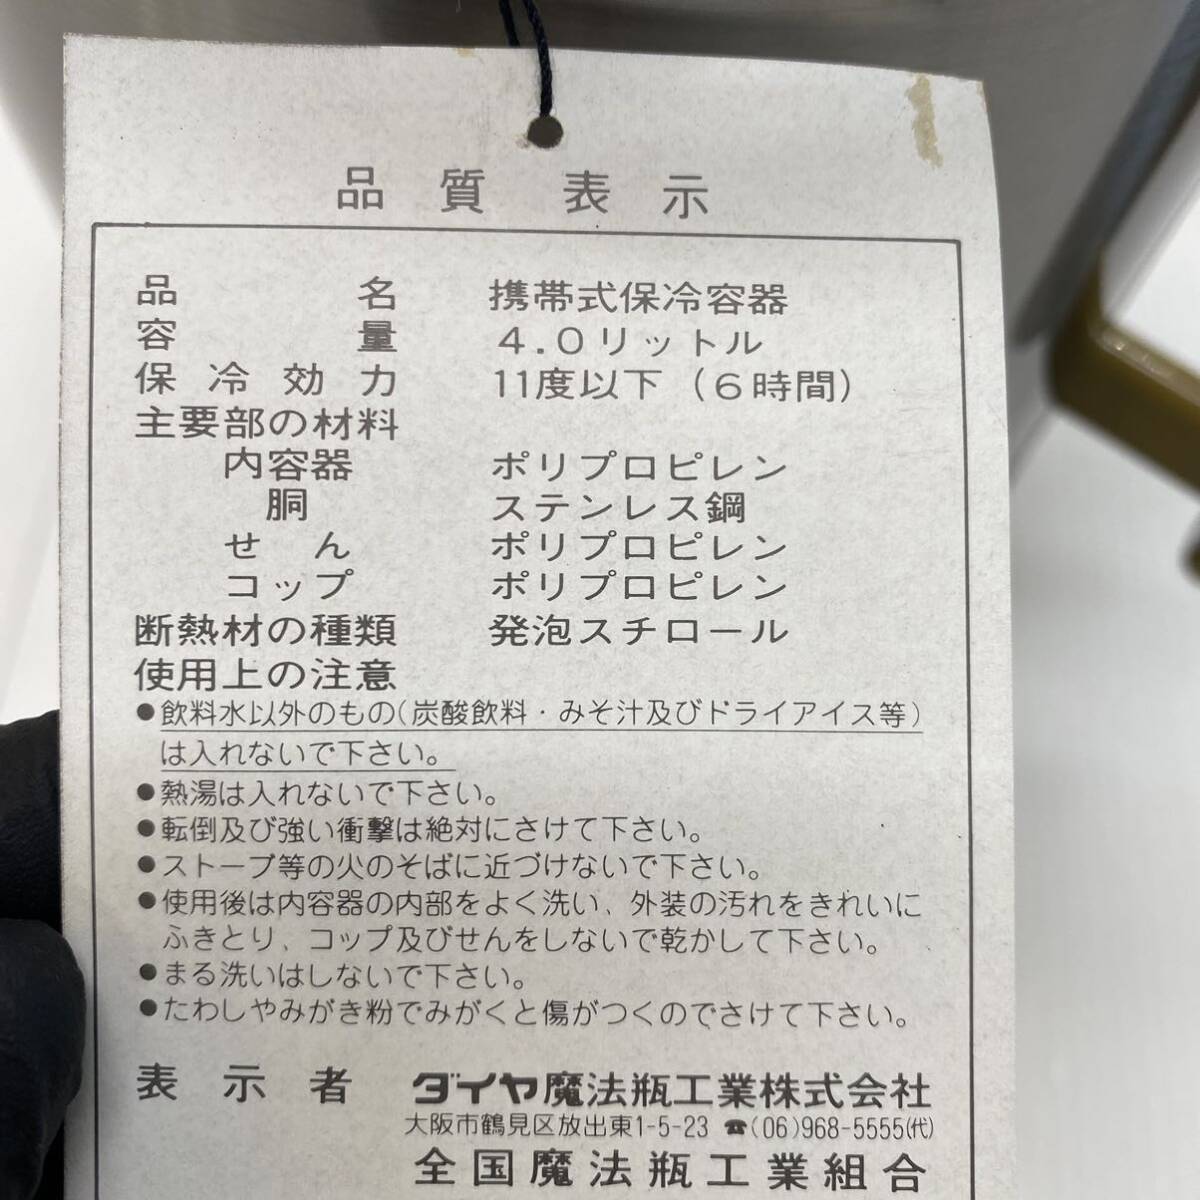 品質表示
品名 携帯式保冷容器
容量 4.0リットル
保冷効力 11度以下(6時間)
主要部の材料
内容器 ポリプロピレン
胴 ステンレス鋼
せん ポリプロピレン
コップ ポリプロピレン
断熱材の種類 発泡スチロール
使用上の注意
●飲料水以外のもの(炭酸飲料・みそ汁及びドライアイス等)
は入れないで下さい。
●熱湯は入れないで下さい。
●転倒及び強い衝撃は絶対にさけて下さい。
●ストーブ等の火のそばに近づけないで下さい。
●使用後は内容器の内部をよく洗い、外装の汚れをきれいに
ふきとり、コップ及びせんをしないで乾かして下さい。
●まる洗いはしないで下さい。
●たわしやみがき粉でみがくと傷がつくのでさけて下さい。
表示者 ダイヤ魔法瓶工業株式会社
大阪市鶴見区放出東1-5-23 ☎(06)968-5555(代)
全国魔法瓶工業組合